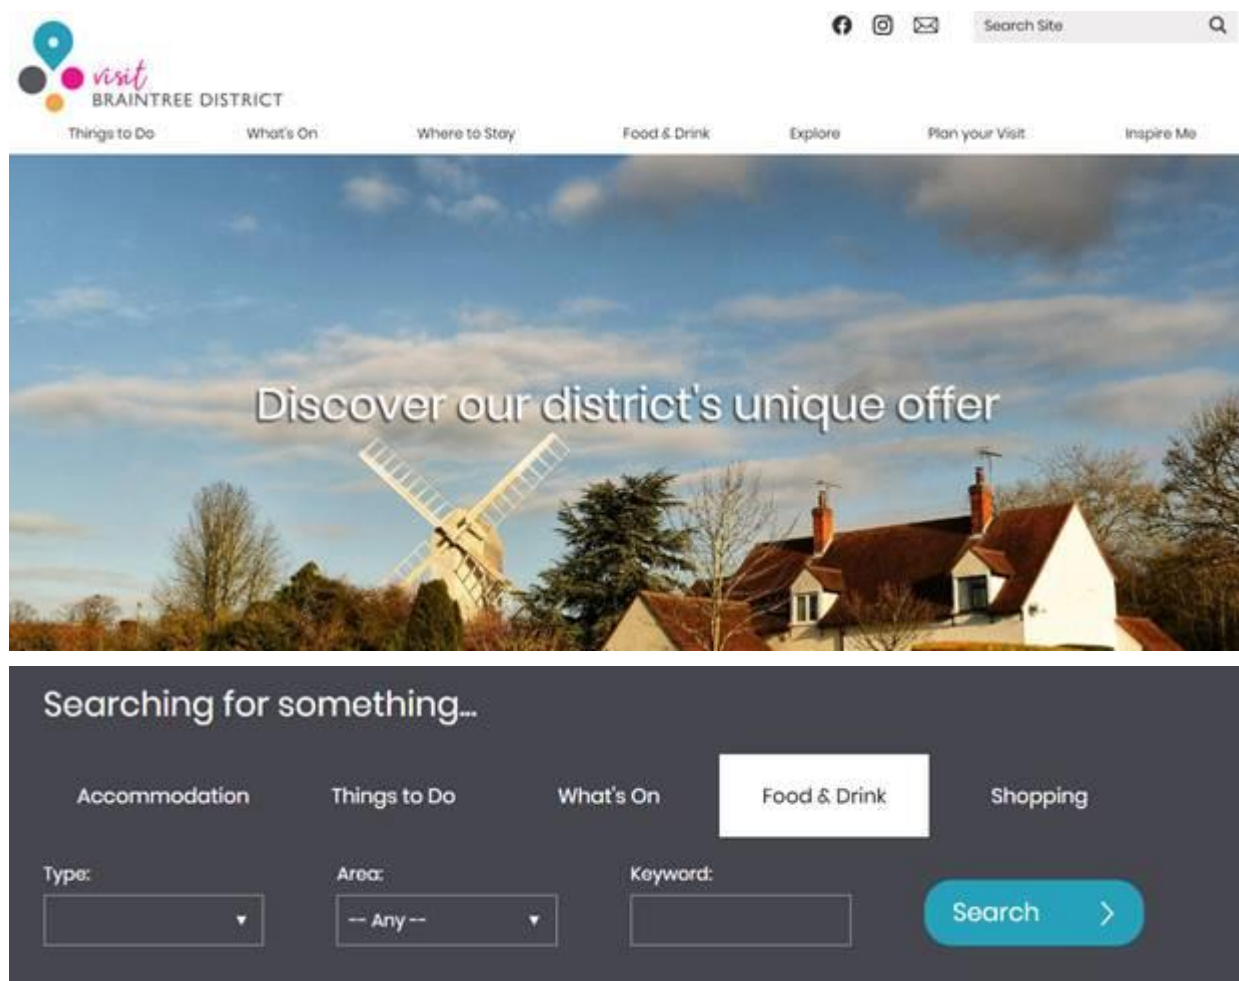 Search Site
visit
BRAINTREE DISTRICT
Things to Do What's On Where to Stay Food & Drink Explore Plan your Visit Inspire Me
Discover our district's unique offer
Searching for something...
Accommodation Things to Do What's On Food & Drink Shopping
Type: Area: Keyword:
-- Any --
Search